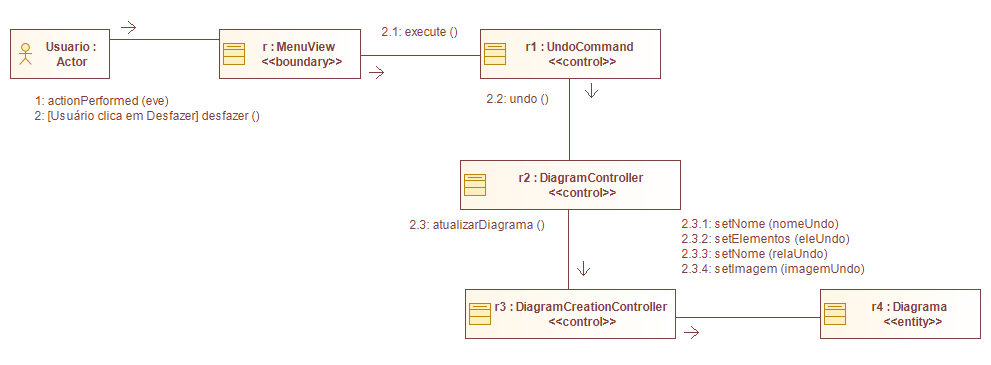 2.1: execute ()
Usuario :
Actor
r : MenuView
<<boundary>>
r1 : UndoCommand
<<control>>
1: actionPerformed (eve)
2: [Usuário clica em Desfazer] desfazer ()
2.2: undo ()
r2 : DiagramController
<<control>>
2.3: atualizarDiagrama ()
2.3.1: setNome (nomeUndo)
2.3.2: setElementos (eleUndo)
2.3.3: setNome (relaUndo)
2.3.4: setImagem (imagemUndo)
r3 : DiagramCreationController
<<control>>
r4 : Diagrama
<<entity>>